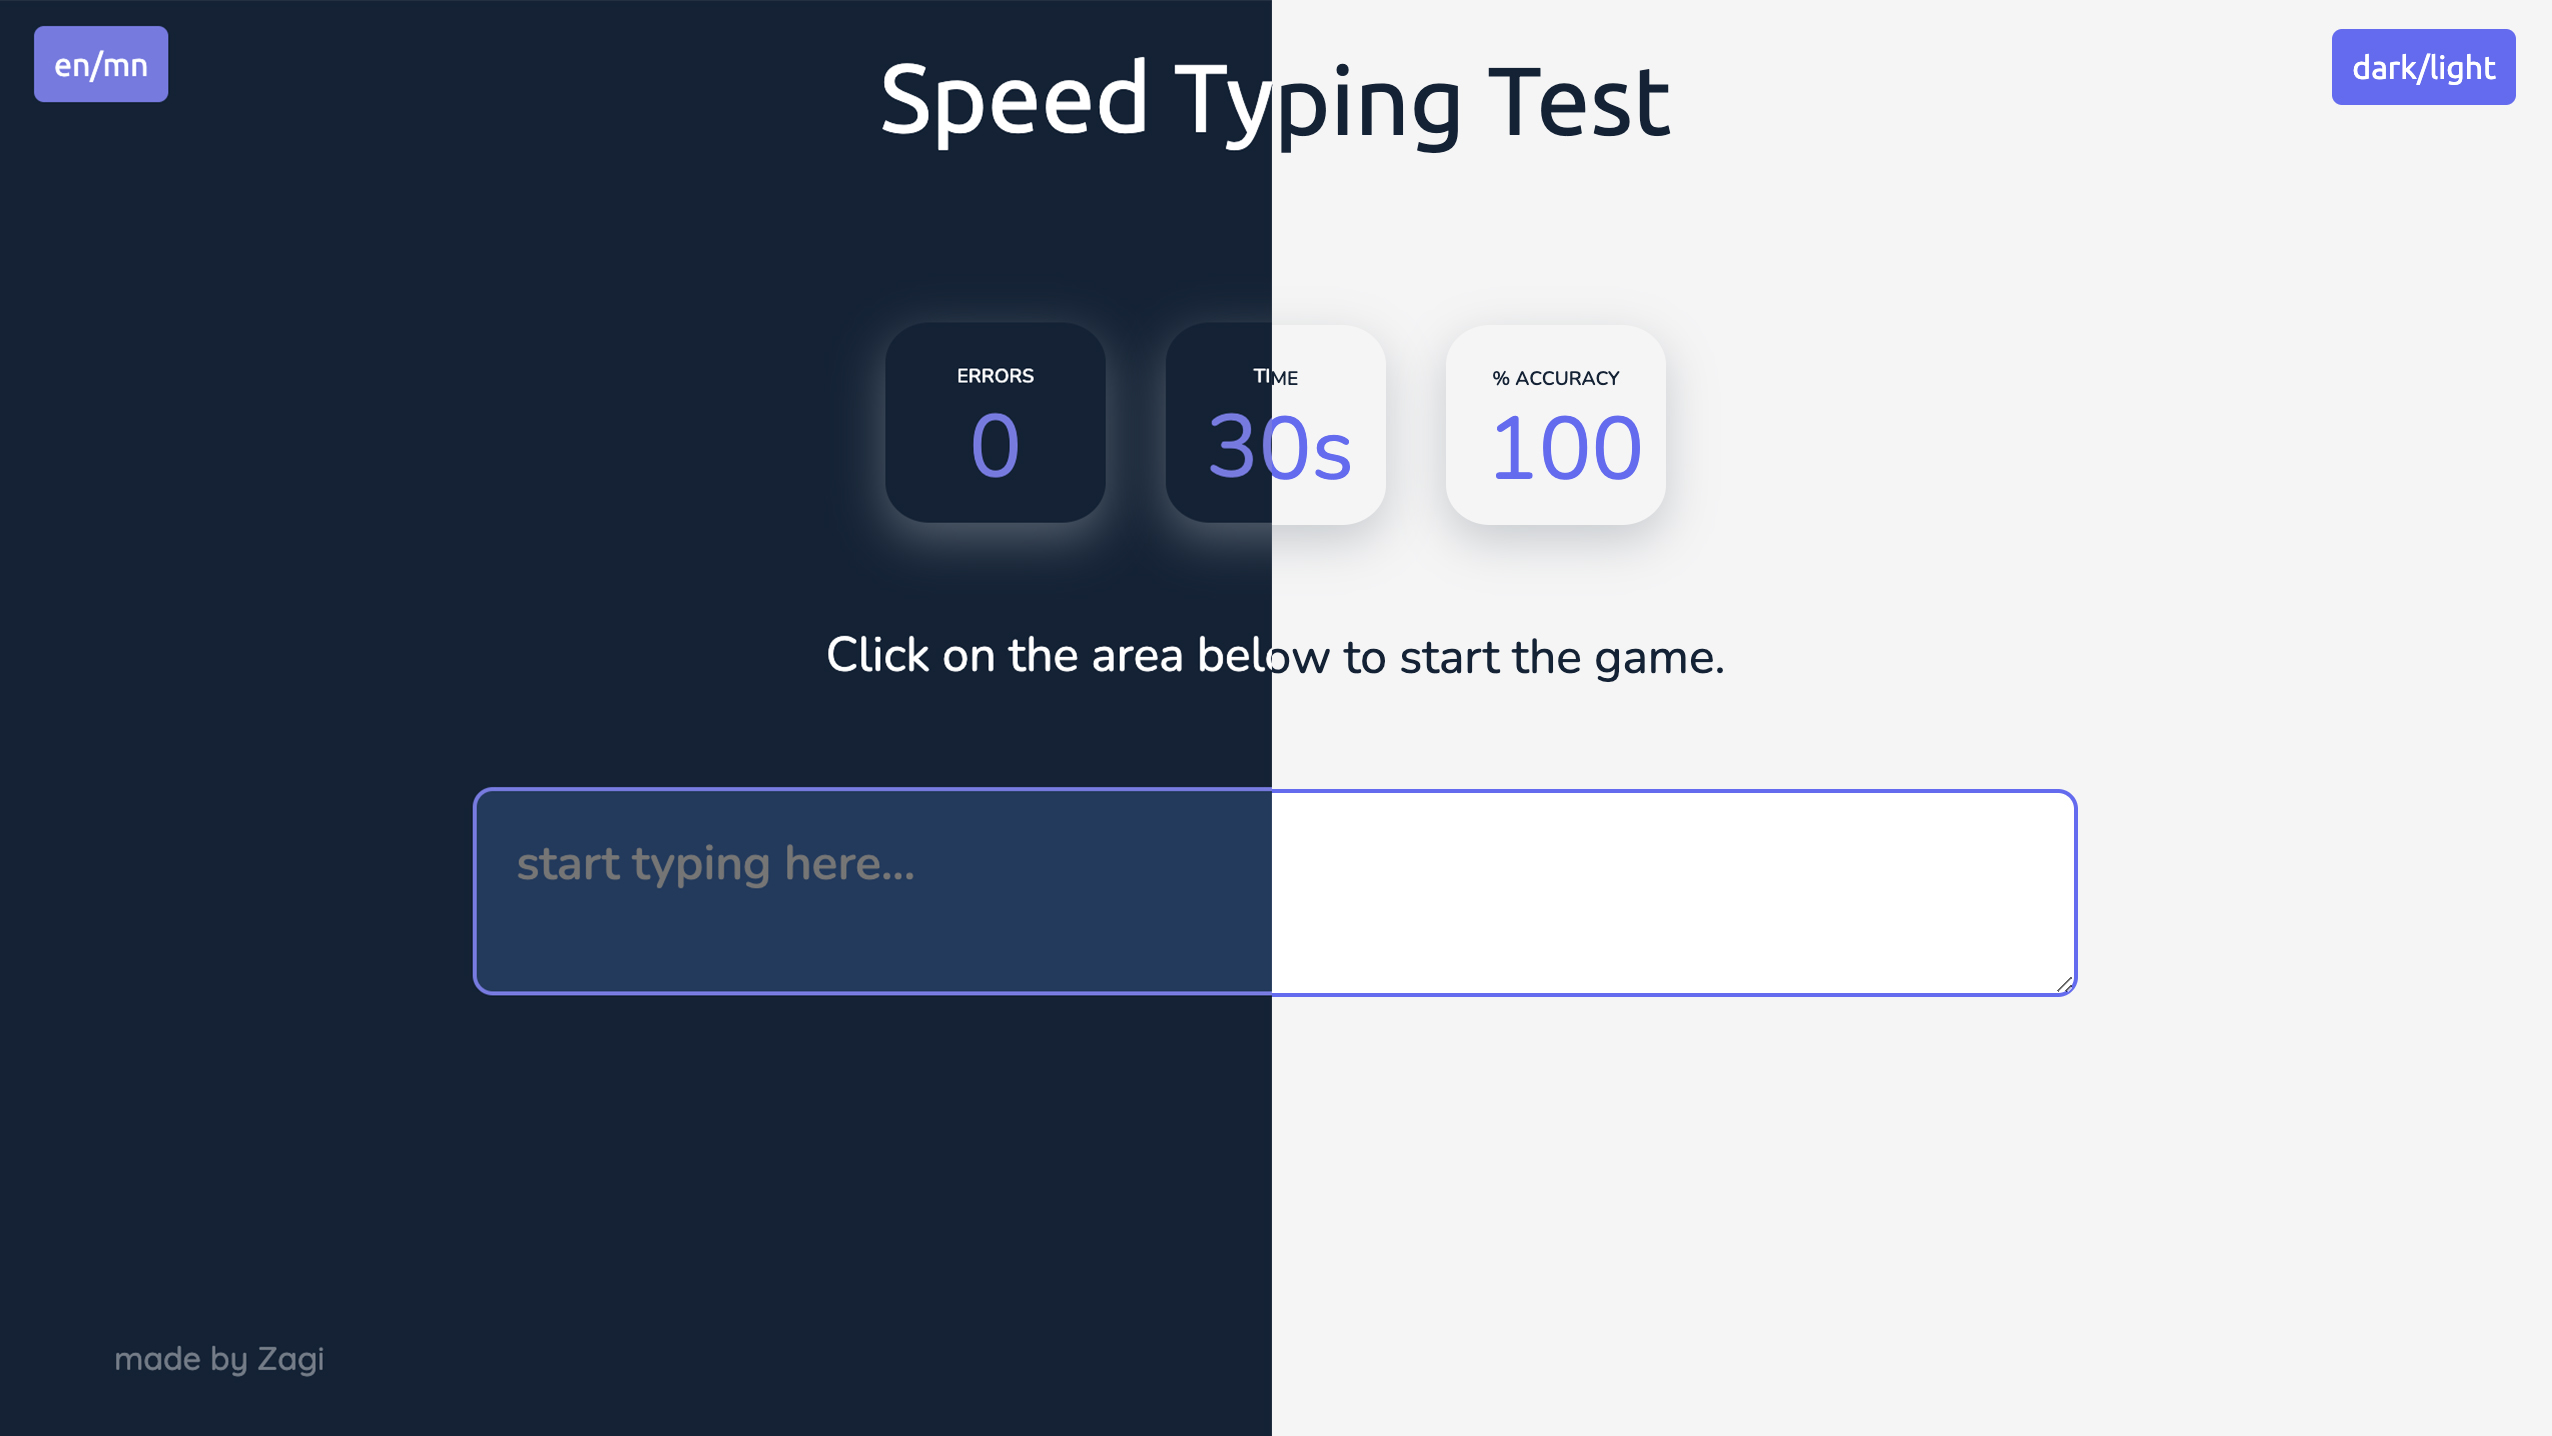 en/mn
Speed Typing Test
dark/light
ERRORS
TIME
% ACCURACY
0
30s
100
Click on the area below to start the game.
start typing here...
made by Zagi